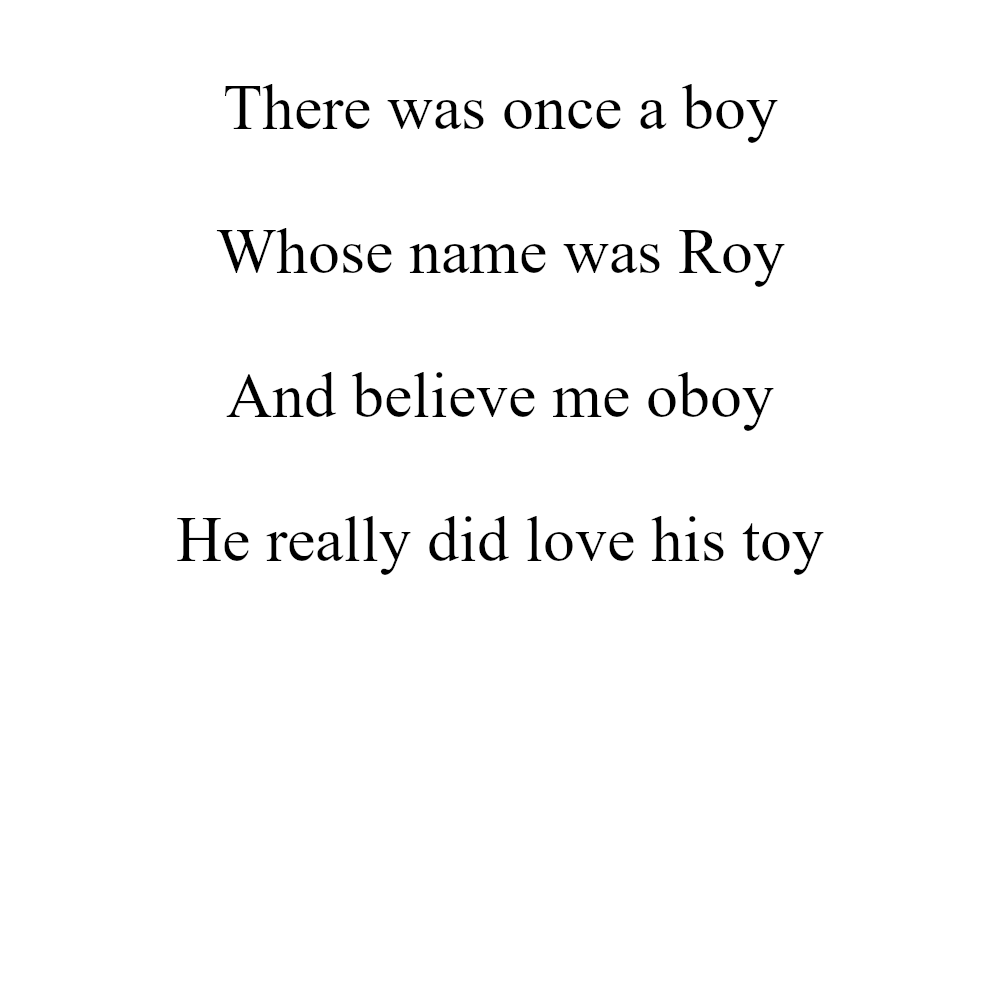 There was once a boy
Whose name was Roy
And believe me oboy
He really did love his toy